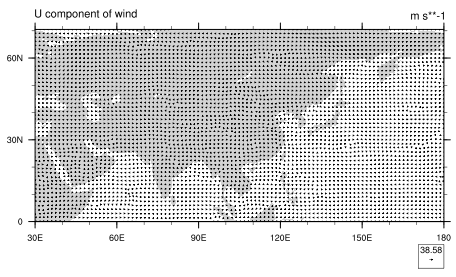 U component of wind m s**-1
60N
30N
0
30E 60E 90E 120E 150E 180
38.58